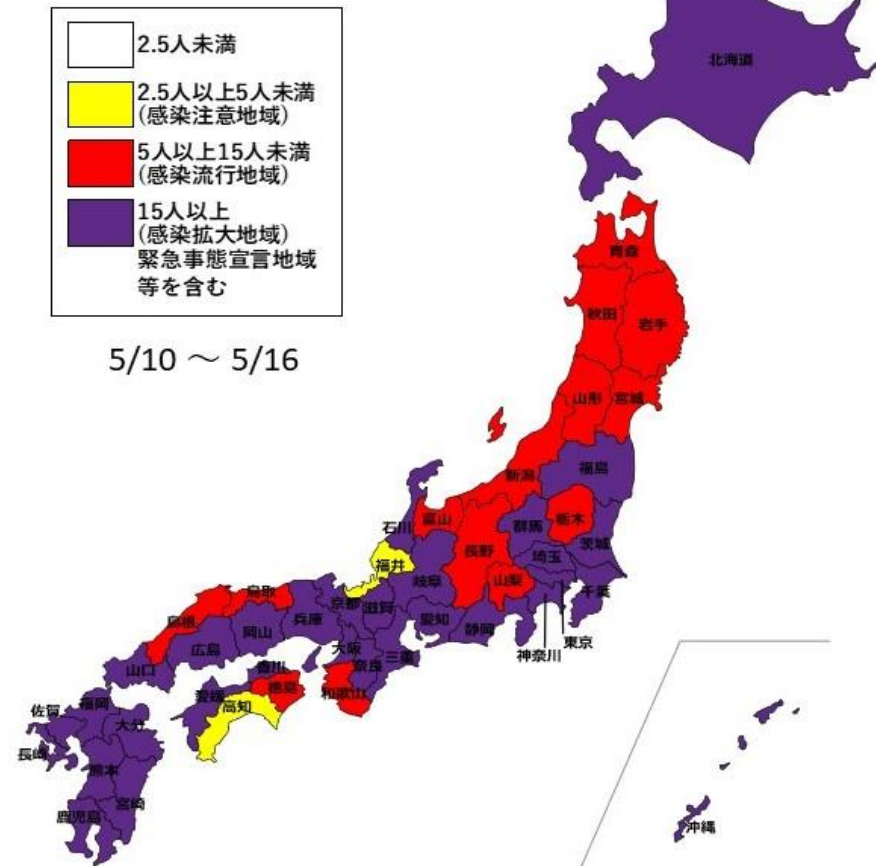 2.5人未満
2.5人以上5人未満
(感染注意地域)
5人以上15人未満
(感染流行地域)
15人以上
(感染拡大地域)
緊急事態宣言地域
等を含む
5/10 ～ 5/16
北海道
青森
秋田
岩手
山形
宮城
新潟
福島
石川
富山
群馬
栃木
長野
茨城
福井
埼玉
岐阜
山梨
千葉
鳥取
島根
京都
滋賀
兵庫
愛知
静岡
岡山
東京
広島
大阪
神奈川
三重
奈良
山口
香川
徳島
和歌山
愛媛
高知
福岡
佐賀
大分
長崎
熊本
宮崎
鹿児島
沖縄